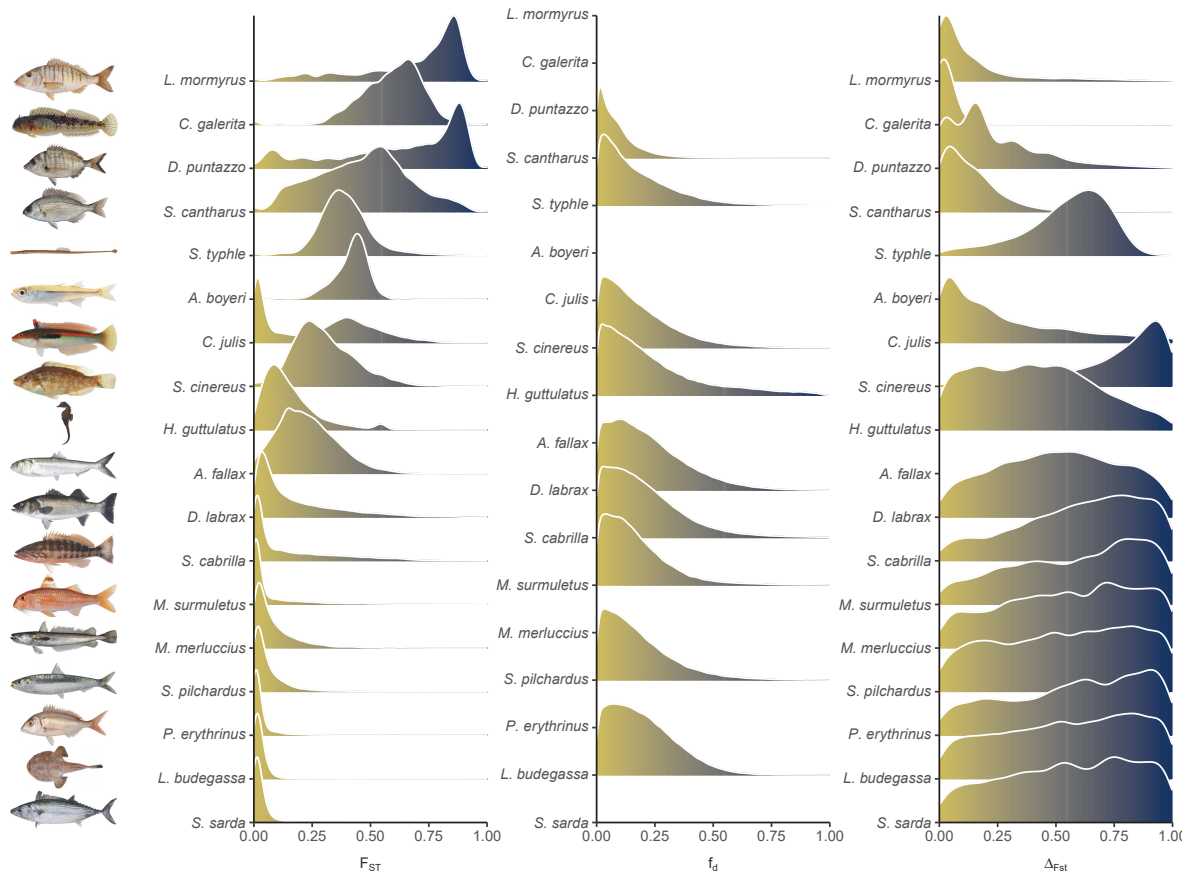 L. mormyrus
C. galerita
D. puntazzo
S. cantharus
S. typhle
A. boyeri
C. julis
S. cinereus
H. guttulatus
A. fallax
D. labrax
S. cabrilla
M. surmuletus
M. merluccius
S. pilchardus
P. erythrinus
L. budegassa
S. sarda
0.00 0.25 0.50 0.75 1.00
F_ST
L. mormyrus
C. galerita
D. puntazzo
S. cantharus
S. typhle
A. boyeri
C. julis
S. cinereus
H. guttulatus
A. fallax
D. labrax
S. cabrilla
M. surmuletus
M. merluccius
S. pilchardus
P. erythrinus
L. budegassa
S. sarda
0.00 0.25 0.50 0.75 1.00
f_d
L. mormyrus
C. galerita
D. puntazzo
S. cantharus
S. typhle
A. boyeri
C. julis
S. cinereus
H. guttulatus
A. fallax
D. labrax
S. cabrilla
M. surmuletus
M. merluccius
S. pilchardus
P. erythrinus
L. budegassa
S. sarda
0.00 0.25 0.50 0.75 1.00
Δ_Fst